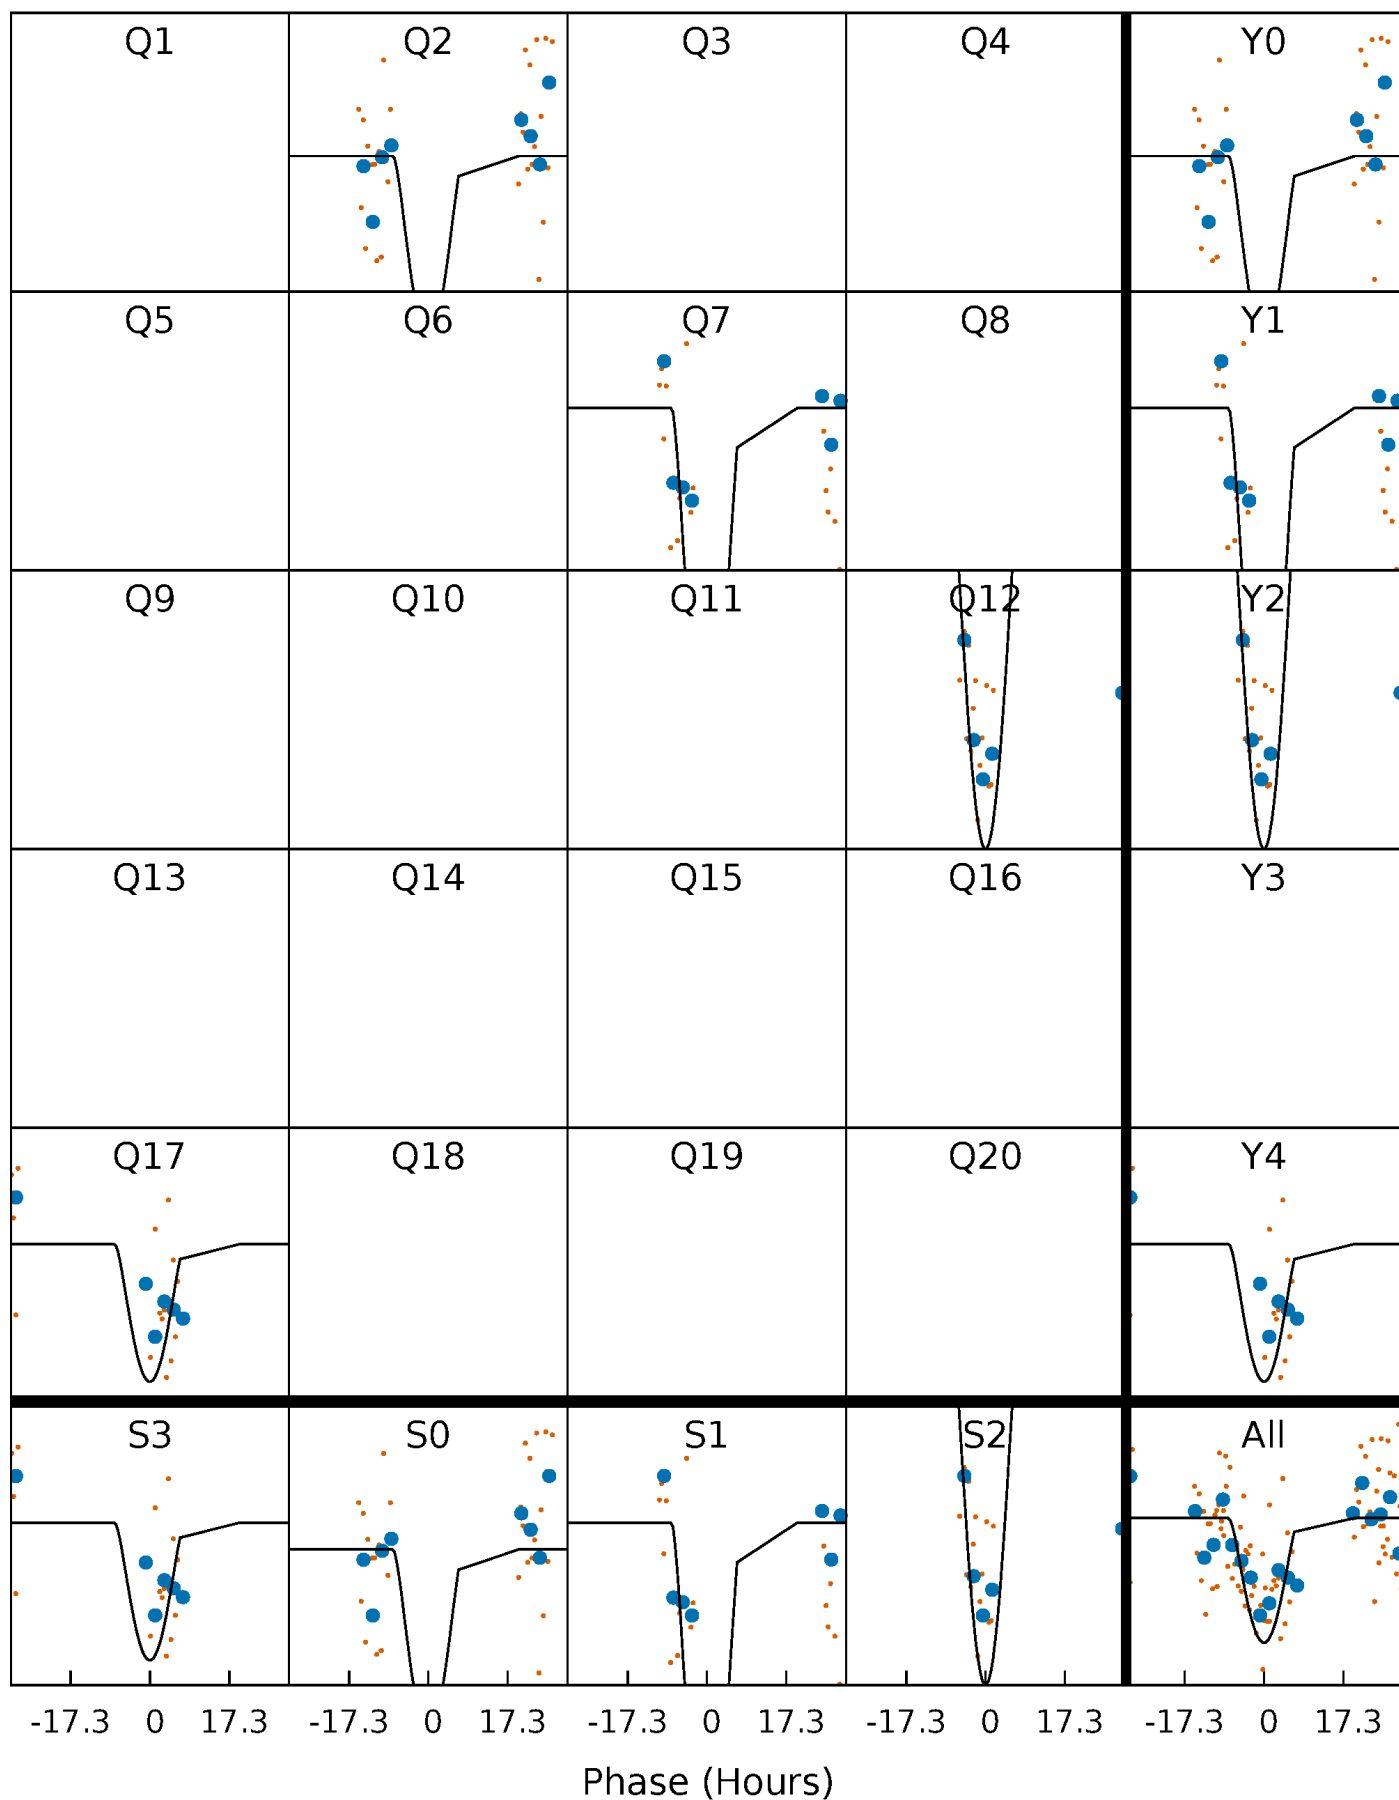 Q1 Q2 Q3 Q4 Y0
Q5 Q6 Q7 Q8 Y1
Q9 Q10 Q11 Q12 Y2
Q13 Q14 Q15 Q16 Y3
Q17 Q18 Q19 Q20 Y4
S3 S0 S1 S2 All
-17.3 0 17.3 -17.3 0 17.3 -17.3 0 17.3 -17.3 0 17.3 -17.3 0 17.3
Phase (Hours)